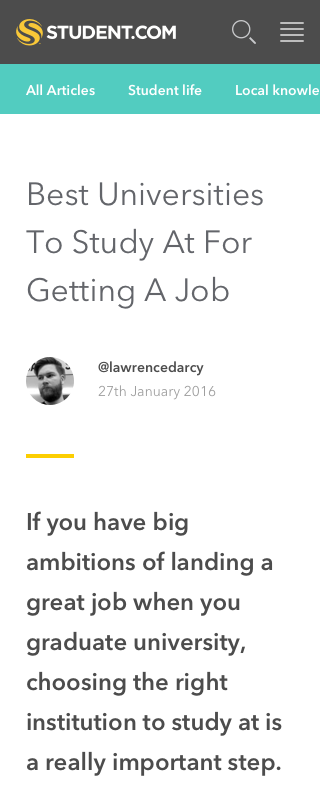 STUDENT.COM
All Articles Student life Local knowle
Best Universities
To Study At For
Getting A Job
@lawrencedarcy
27th January 2016
If you have big
ambitions of landing a
great job when you
graduate university,
choosing the right
institution to study at is
a really important step.